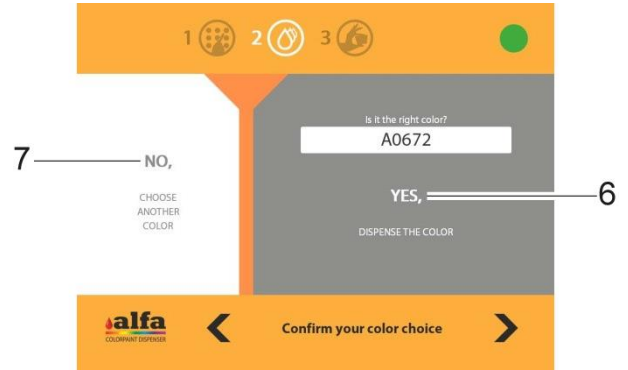 1 2 3
Is it the right color?
A0672
7
NO,
YES,
6
CHOOSE
ANOTHER
COLOR
DISPENSE THE COLOR
alfa
COLORPAINT DISPENSER
Confirm your color choice